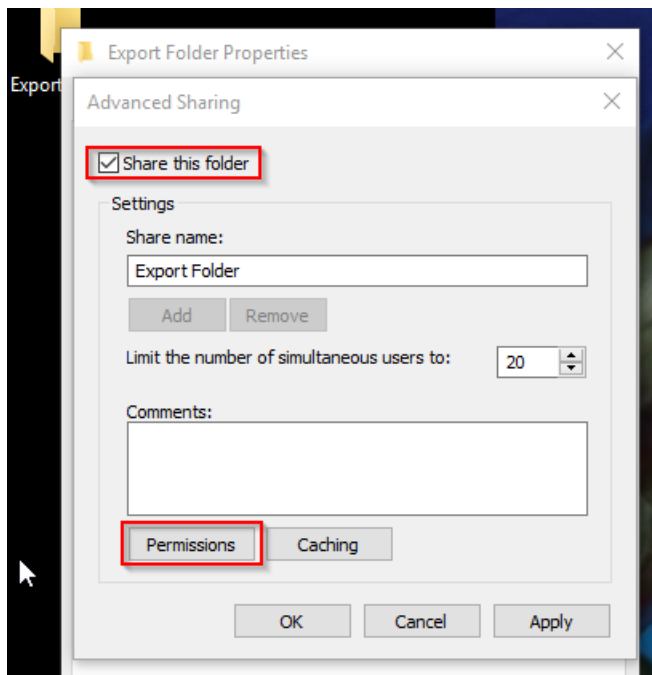 Export Folder Properties
Export
Advanced Sharing
Share this folder
Settings
Share name:
Export Folder
Add Remove
Limit the number of simultaneous users to: 20
Comments:
Permissions Caching
OK Cancel Apply